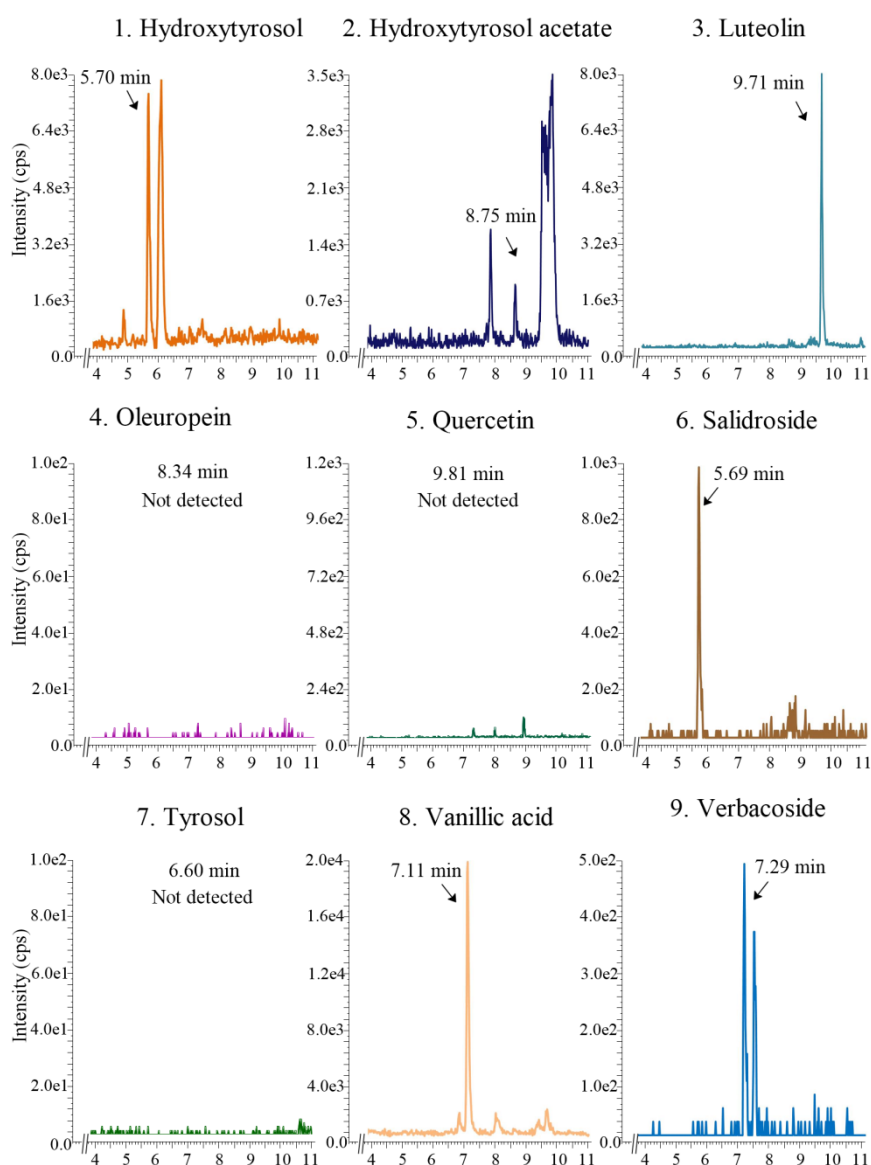 1. Hydroxytyrosol
2. Hydroxytyrosol acetate
3. Luteolin
Intensity (cps)
8.0e3
6.4e3
4.8e3
3.2e3
1.6e3
0.0
5.70 min
4 5 6 7 8 9 10 11
3.5e3
2.8e3
2.1e3
1.4e3
0.7e3
0.0
8.75 min
4 5 6 7 8 9 10 11
8.0e3
6.4e3
4.8e3
3.2e3
1.6e3
0.0
9.71 min
4 5 6 7 8 9 10 11
4. Oleuropein
5. Quercetin
6. Salidroside
Intensity (cps)
1.0e2
8.0e1
6.0e1
4.0e1
2.0e1
0.0
8.34 min
Not detected
4 5 6 7 8 9 10 11
1.2e3
9.6e2
7.2e2
4.8e2
2.4e2
0.0
9.81 min
Not detected
4 5 6 7 8 9 10 11
1.0e3
8.0e2
6.0e2
4.0e2
2.0e2
0.0
5.69 min
4 5 6 7 8 9 10 11
7. Tyrosol
8. Vanillic acid
9. Verbacoside
Intensity (cps)
1.0e2
8.0e1
6.0e1
4.0e1
2.0e1
0.0
6.60 min
Not detected
4 5 6 7 8 9 10 11
2.0e4
1.6e4
1.2e4
8.0e3
4.0e3
0.0
7.11 min
4 5 6 7 8 9 10 11
5.0e2
4.0e2
3.0e2
2.0e2
1.0e2
0.0
7.29 min
4 5 6 7 8 9 10 11